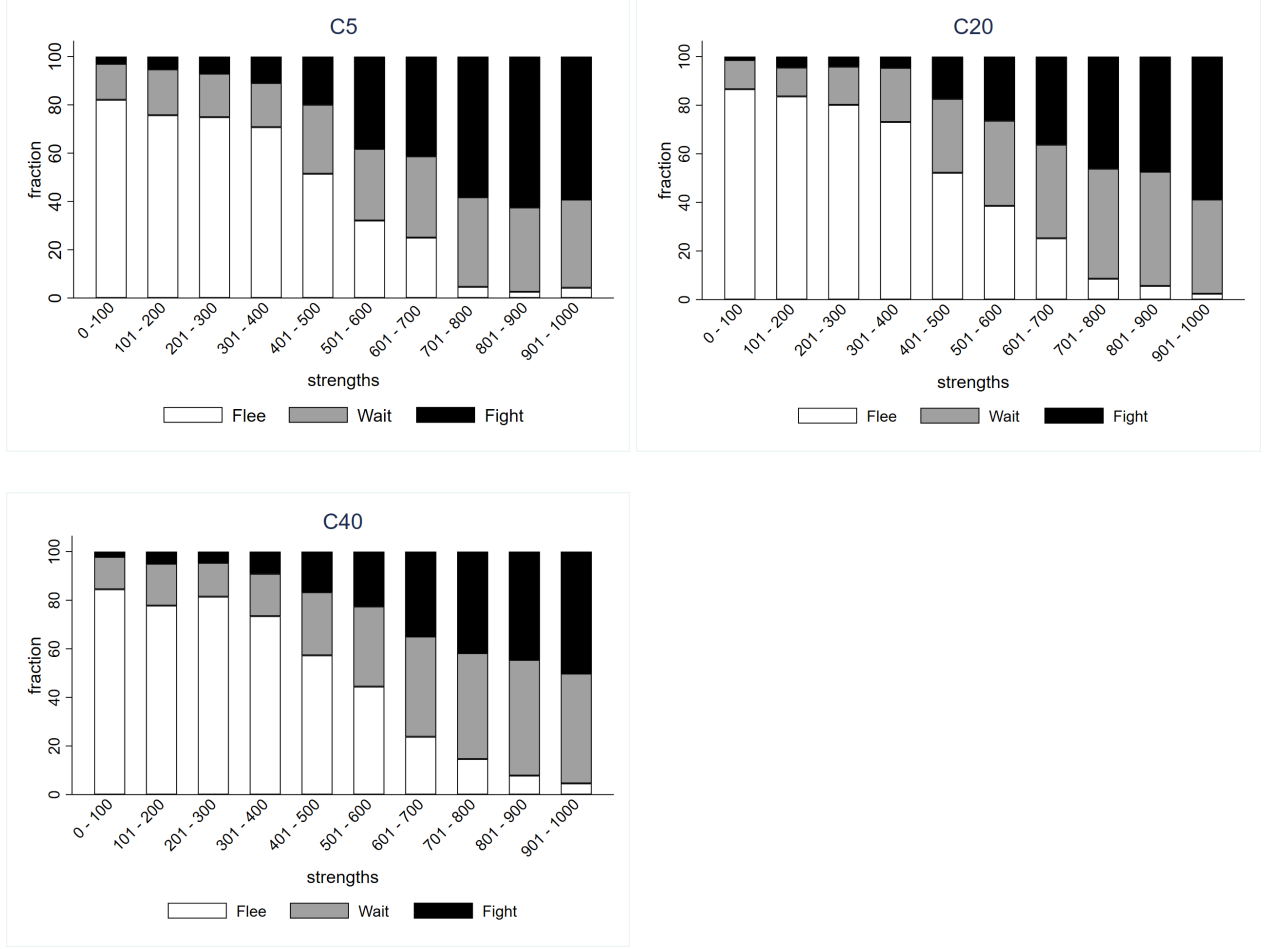 C5
fraction
0 20 40 60 80 100
0 -100 101 - 200 201 - 300 301 - 400 401 - 500 501 - 600 601 - 700 701 - 800 801 - 900 901 - 1000
strengths
Flee Wait Fight
C20
fraction
0 20 40 60 80 100
0 - 100 101 - 200 201 - 300 301 - 400 401 - 500 501 - 600 601 - 700 701 - 800 801 - 900 901 - 1000
strengths
Flee Wait Fight
C40
fraction
0 20 40 60 80 100
0 - 100 101 - 200 201 - 300 301 - 400 401 - 500 501 - 600 601 - 700 701 - 800 801 - 900 901 - 1000
strengths
Flee Wait Fight